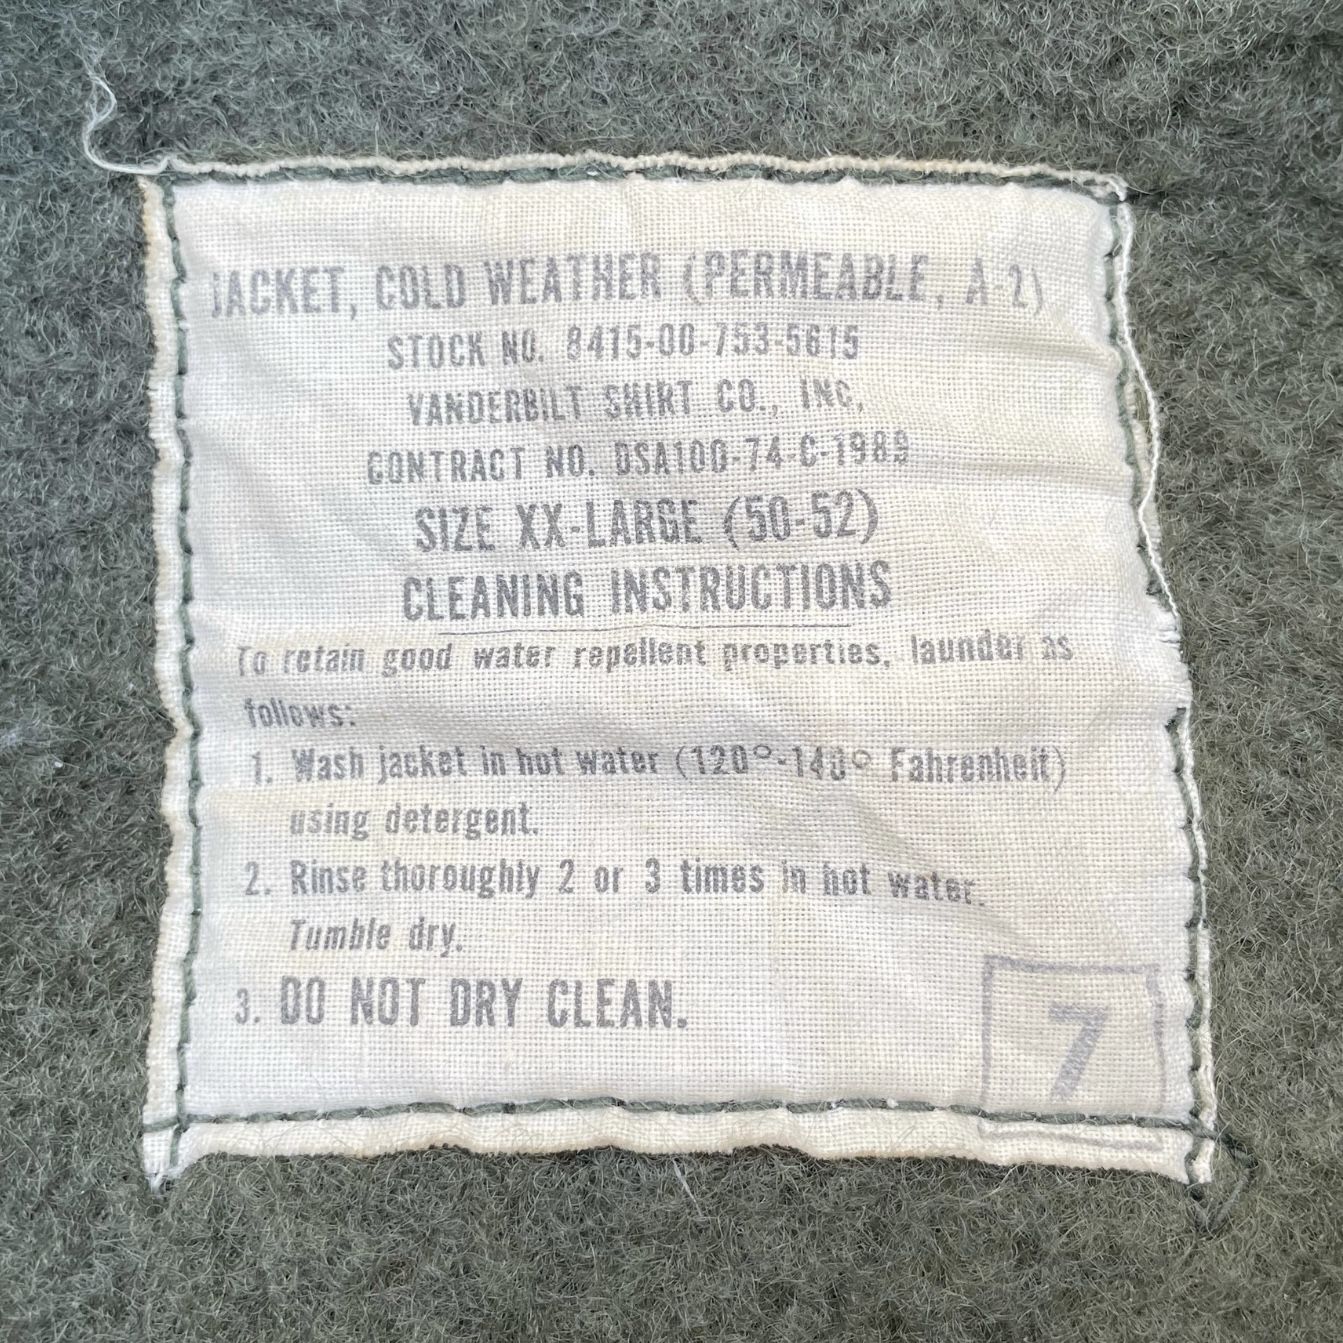 JACKET, COLD WEATHER (PERMEABLE, A-2)
STOCK NO. 8415-00-753-5615
VANDERBILT SHIRT CO., INC.
CONTRACT NO. DSA100-74-C-1989
SIZE XX-LARGE (50-52)
CLEANING INSTRUCTIONS
To retain good water repellent properties, launder as
follows:
1. Wash jacket in hot water (120°-140° Fahrenheit)
using detergent.
2. Rinse thoroughly 2 or 3 times in hot water.
Tumble dry.
3. DO NOT DRY CLEAN.
7